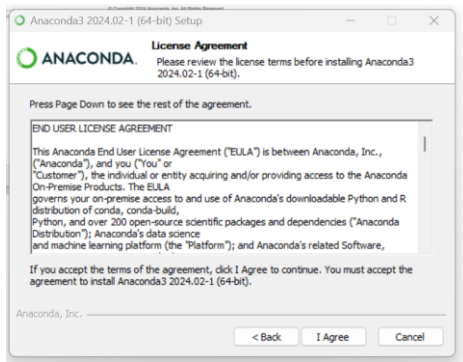 Anaconda3 2024.02-1 (64-bit) Setup
ANACONDA.
License Agreement
Please review the license terms before installing Anaconda3
2024.02-1 (64-bit).
Press Page Down to see the rest of the agreement.
END USER LICENSE AGREEMENT
This Anaconda End User License Agreement ("EULA") is between Anaconda, Inc.,
("Anaconda"), and you ("You" or
"Customer"), the individual or entity acquiring and/or providing access to the Anaconda
On-Premise Products. The EULA
governs your on-premise access to and use of Anaconda's downloadable Python and R
distribution of conda, conda-build,
Python, and over 200 open-source scientific packages and dependencies ("Anaconda
Distribution"); Anaconda's data science
and machine learning platform (the "Platform"); and Anaconda's related Software,
If you accept the terms of the agreement, click I Agree to continue. You must accept the
agreement to install Anaconda3 2024.02-1 (64-bit).
Anaconda, Inc.
< Back
I Agree
Cancel